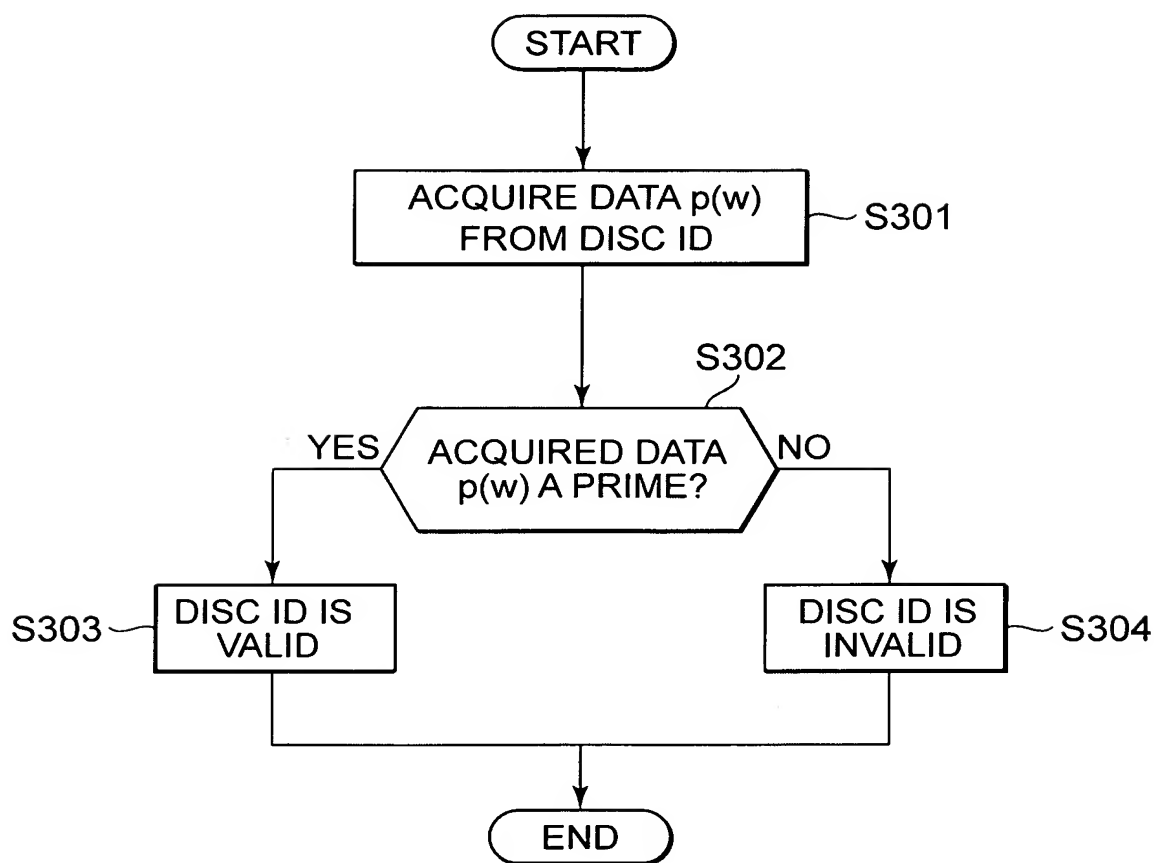 START
ACQUIRE DATA p(w)
FROM DISC ID
S301
S302
YES
ACQUIRED DATA
p(w) A PRIME?
NO
S303
DISC ID IS
VALID
DISC ID IS
INVALID
S304
END